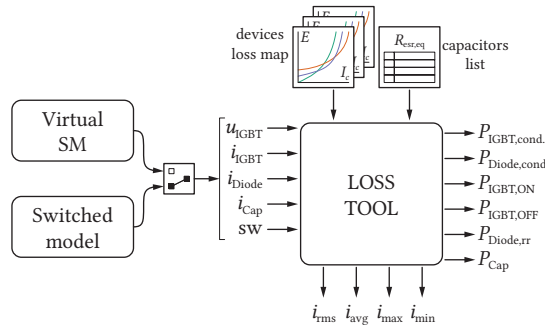 devices
loss map
E
I_c
R_esr,eq
capacitors
list
Virtual
SM
Switched
model
u_IGBT
i_IGBT
i_Diode
i_Cap
sw
LOSS
TOOL
P_IGBT,cond.
P_Diode,cond
P_IGBT,ON
P_IGBT,OFF
P_Diode,rr
P_Cap
i_rms
i_avg
i_max
i_min